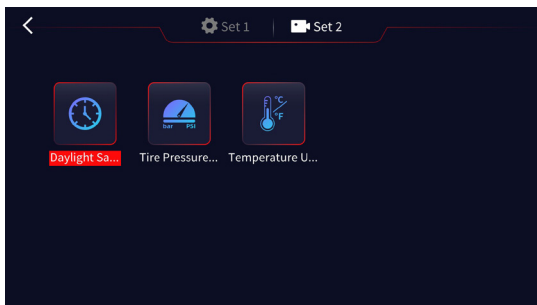 Set 1
Set 2
°C
°F
bar PSI
Daylight Sa...
Tire Pressure...
Temperature U...